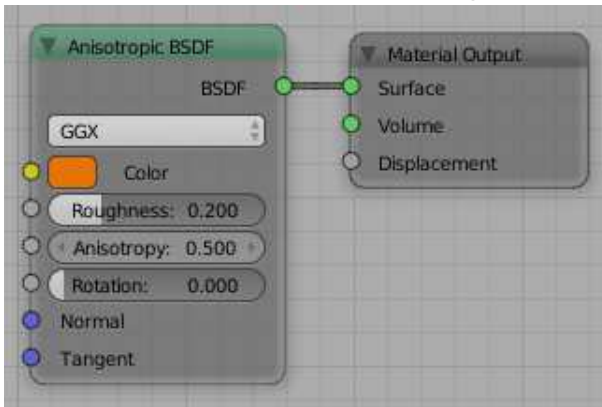 Anisotropic BSDF
BSDF
GGX
Color
Roughness: 0.200
Anisotropy: 0.500
Rotation: 0.000
Normal
Tangent
Material Output
Surface
Volume
Displacement